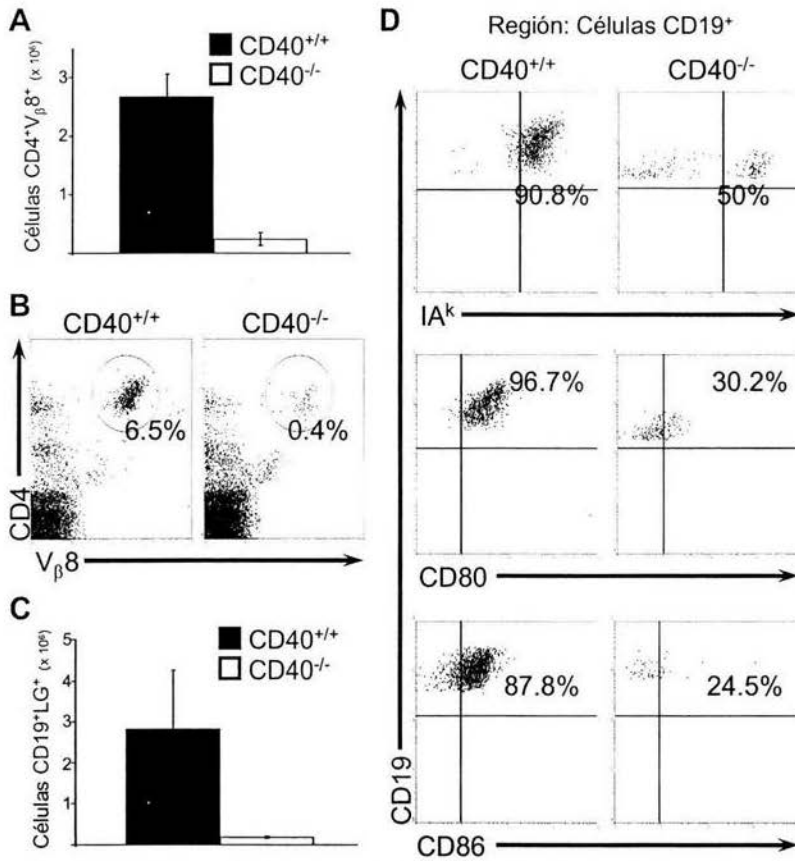 A
CD40+/+
CD40-/-
Células CD4+Vβ8+ (x 10⁶)
3
2
1
B
CD40+/+
CD40-/-
6.5%
0.4%
CD4
Vβ8
C
CD40+/+
CD40-/-
Células CD19+LG+ (x 10⁶)
5
4
3
2
1
D
Región: Células CD19+
CD40+/+
CD40-/-
90.8%
50%
IAk
96.7%
30.2%
CD80
87.8%
24.5%
CD19
CD86